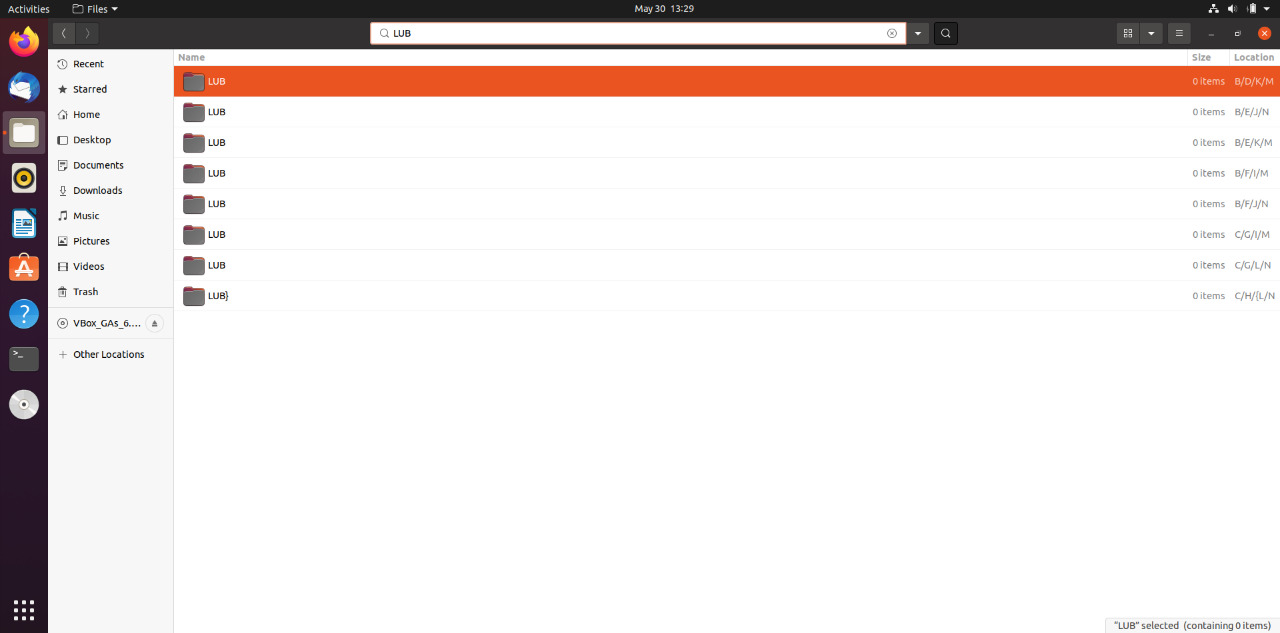 Activities Files May 30 13:29
LUB
Name Size Location
Recent
Starred
Home
Desktop
Documents
Downloads
Music
Pictures
Videos
Trash
VBox_GAs_6....
Other Locations
LUB 0 items B/D/K/M
LUB 0 items B/E/J/N
LUB 0 items B/E/K/M
LUB 0 items B/F/I/M
LUB 0 items B/F/J/N
LUB 0 items C/G/I/M
LUB 0 items C/G/L/N
LUB} 0 items C/H/{L/N
"LUB" selected (containing 0 items)